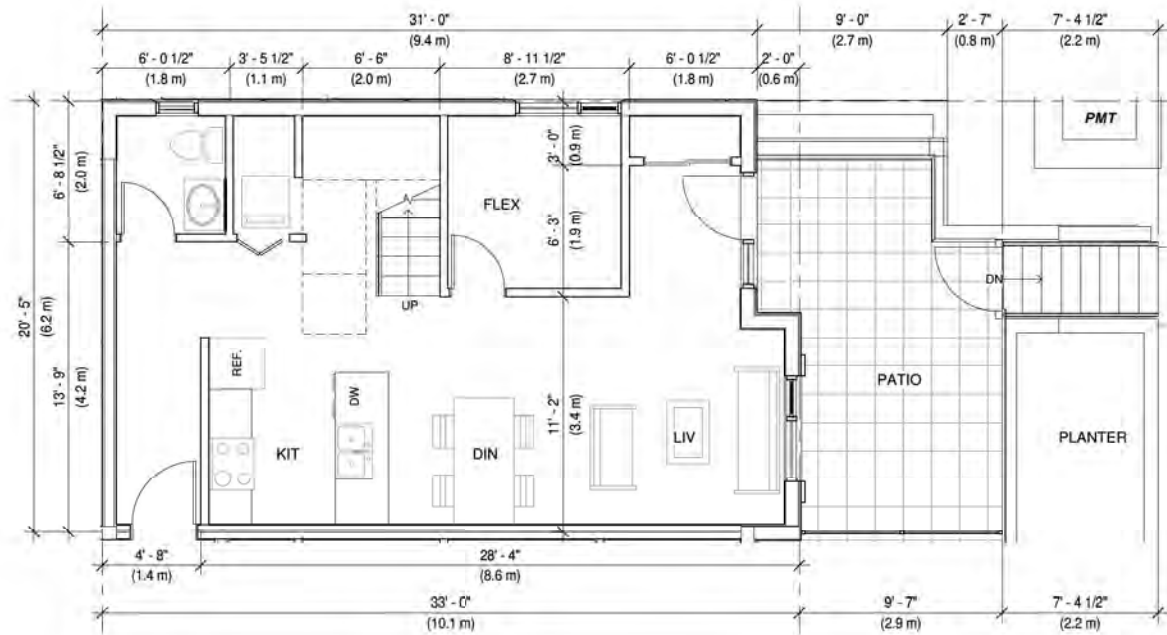 31' - 0"
(9.4 m)
9' - 0"
(2.7 m)
2' - 7"
(0.8 m)
7' - 4 1/2"
(2.2 m)
6' - 0 1/2"
(1.8 m)
3' - 5 1/2"
(1.1 m)
6' - 6"
(2.0 m)
8' - 11 1/2"
(2.7 m)
6' - 0 1/2"
(1.8 m)
2' - 0"
(0.6 m)
PMT
6' - 8 1/2"
(2.0 m)
3' - 0"
(0.9 m)
FLEX
6' - 3'
(1.9 m)
DN
UP
20' - 5"
(6.2 m)
13' - 9"
(4.2 m)
REF.
DW
11' - 2"
(3.4 m)
PATIO
KIT
DIN
LIV
PLANTER
4' - 8"
(1.4 m)
28' - 4"
(8.6 m)
33' - 0"
(10.1 m)
9' - 7"
(2.9 m)
7' - 4 1/2"
(2.2 m)